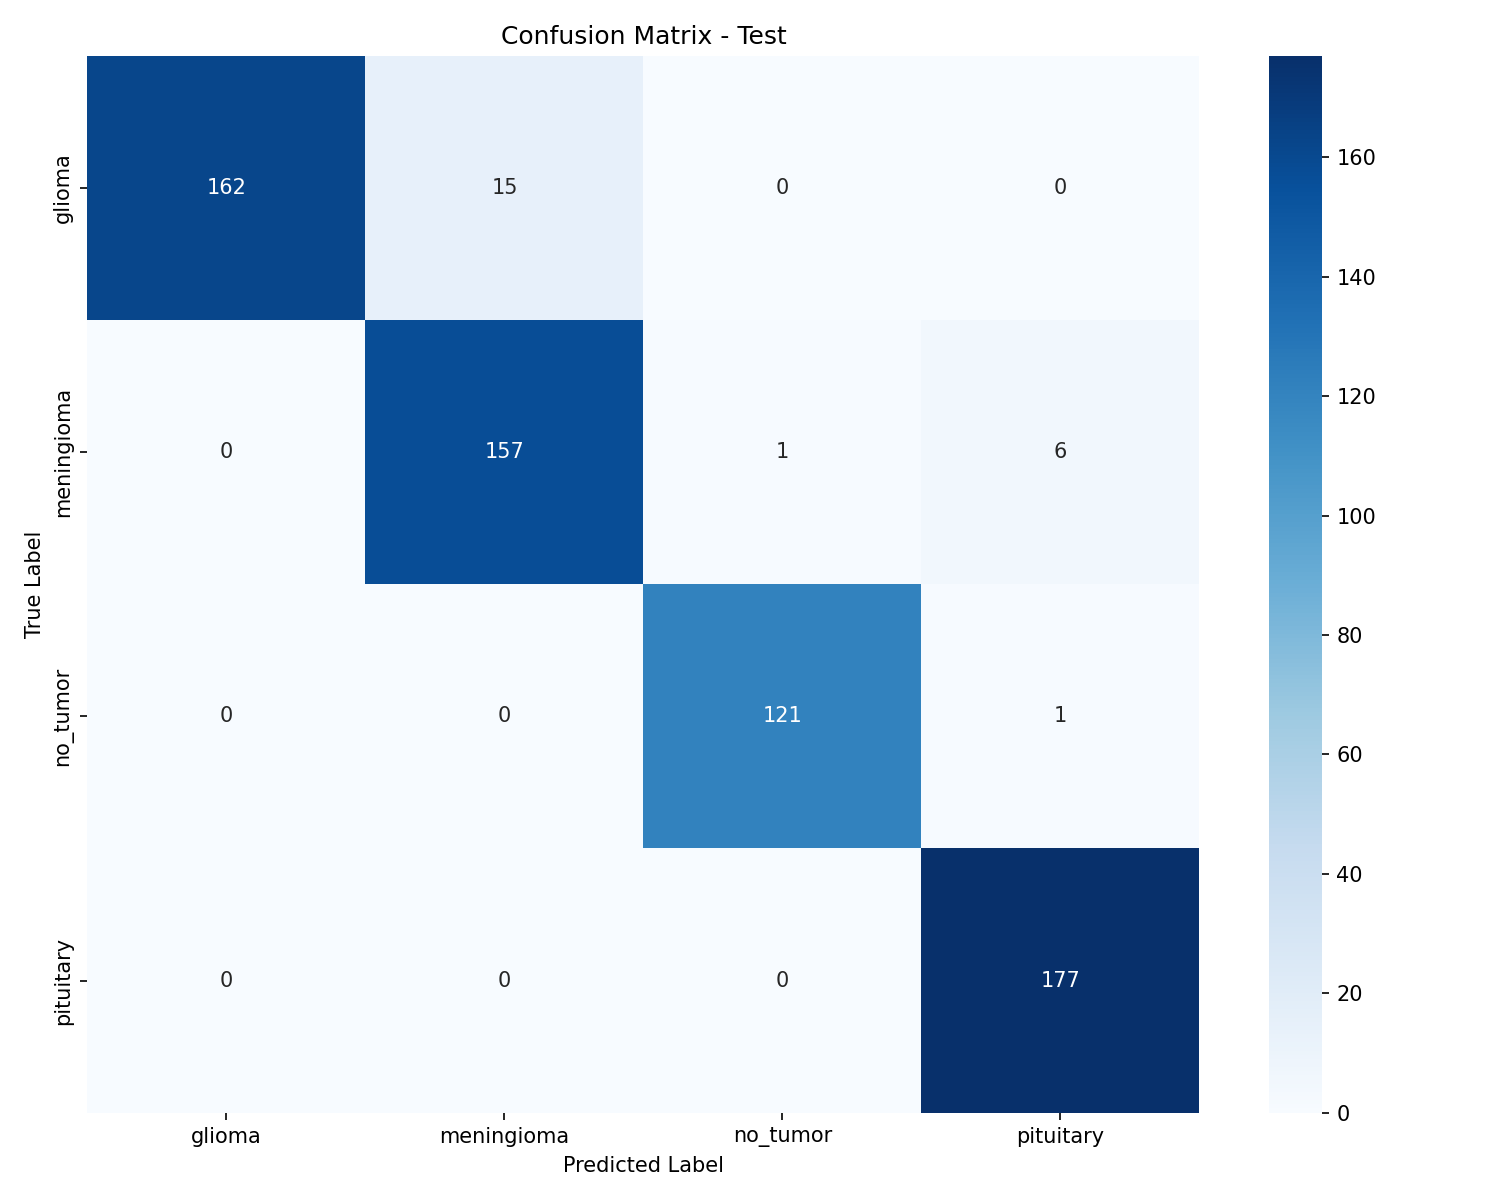 Confusion Matrix - Test
glioma 162 15 0 0
meningioma 0 157 1 6
no_tumor 0 0 121 1
pituitary 0 0 0 177
glioma meningioma no_tumor pituitary
Predicted Label
True Label
160
140
120
100
80
60
40
20
0